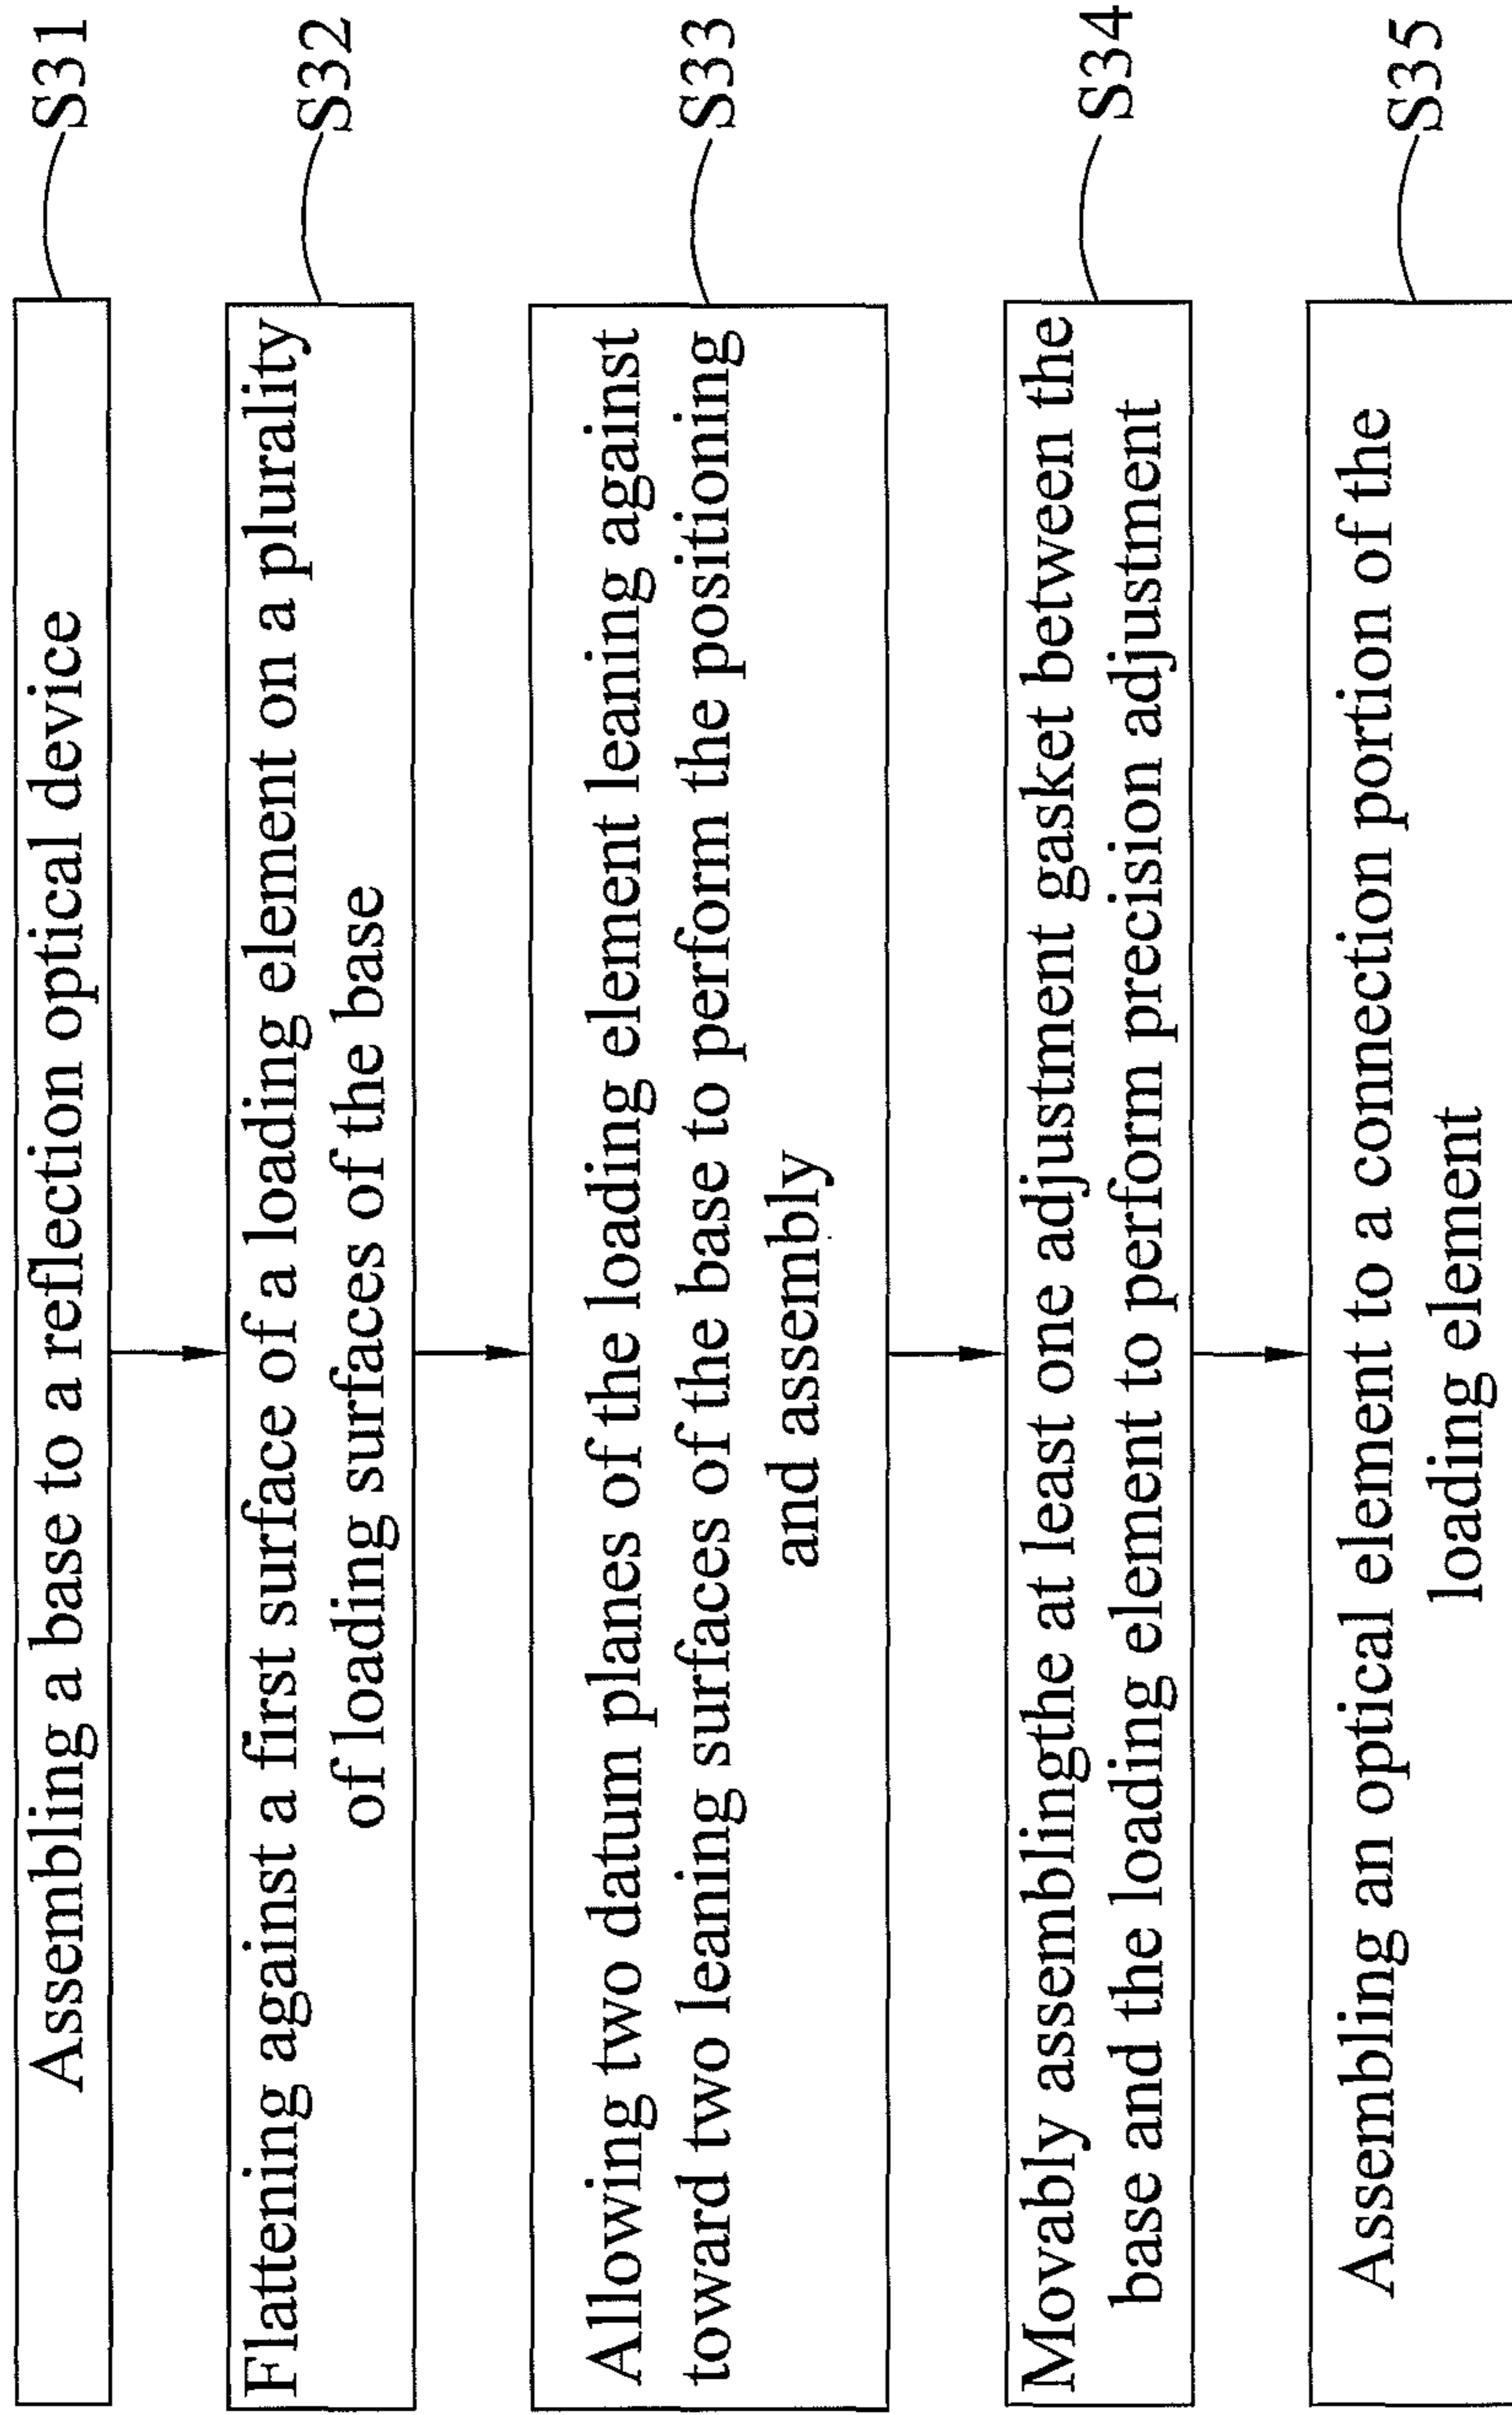 Assembling a base to a reflection optical device
S31
Flattening against a first surface of a loading element on a plurality
of loading surfaces of the base
S32
Allowing two datum planes of the loading element leaning against
toward two leaning surfaces of the base to perform the positioning
and assembly
S33
Movably assemblingthe at least one adjustment gasket between the
base and the loading element to perform precision adjustment
S34
Assembling an optical element to a connection portion of the
loading element
S35